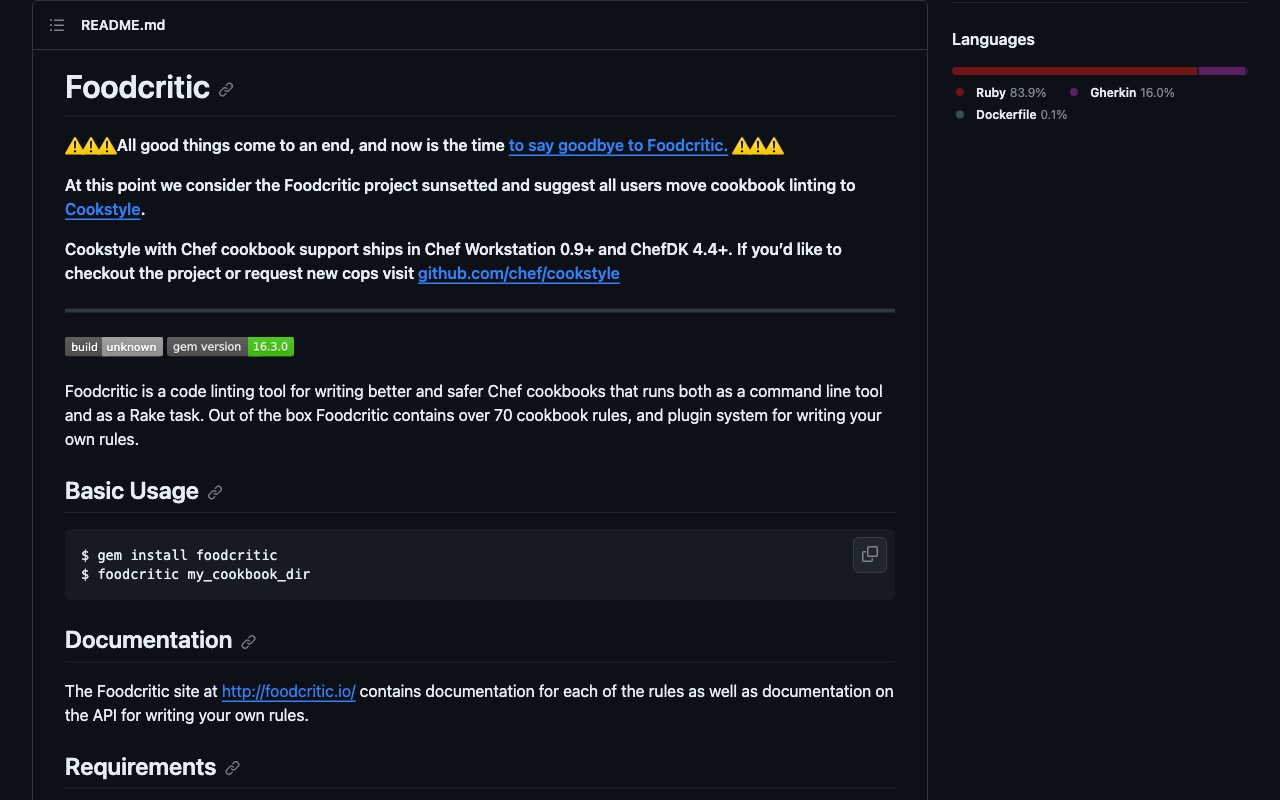 README.md
Foodcritic
⚠️⚠️⚠️All good things come to an end, and now is the time to say goodbye to Foodcritic. ⚠️⚠️⚠️
At this point we consider the Foodcritic project sunsetted and suggest all users move cookbook linting to
Cookstyle.
Cookstyle with Chef cookbook support ships in Chef Workstation 0.9+ and ChefDK 4.4+. If you’d like to
checkout the project or request new cops visit github.com/chef/cookstyle
build unknown gem version 16.3.0
Foodcritic is a code linting tool for writing better and safer Chef cookbooks that runs both as a command line tool
and as a Rake task. Out of the box Foodcritic contains over 70 cookbook rules, and plugin system for writing your
own rules.
Basic Usage
$ gem install foodcritic
$ foodcritic my_cookbook_dir
Documentation
The Foodcritic site at http://foodcritic.io/ contains documentation for each of the rules as well as documentation on
the API for writing your own rules.
Requirements
Languages
Ruby 83.9% Gherkin 16.0%
Dockerfile 0.1%